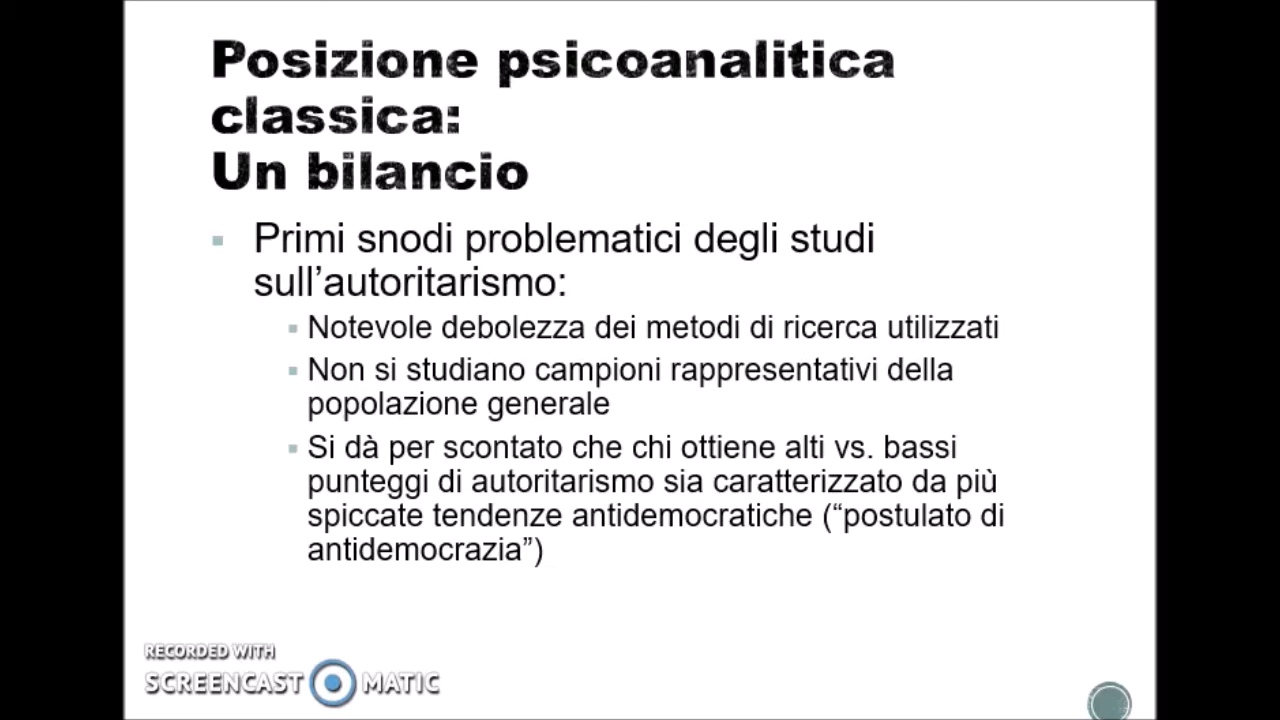 Posizione psicoanalitica
classica:
Un bilancio
Primi snodi problematici degli studi
sull’autoritarismo:
Notevole debolezza dei metodi di ricerca utilizzati
Non si studiano campioni rappresentativi della
popolazione generale
Si dà per scontato che chi ottiene alti vs. bassi
punteggi di autoritarismo sia caratterizzato da più
spiccate tendenze antidemocratiche (“postulato di
antidemocrazia”)
RECORDED WITH
SCREENCAST MATIC